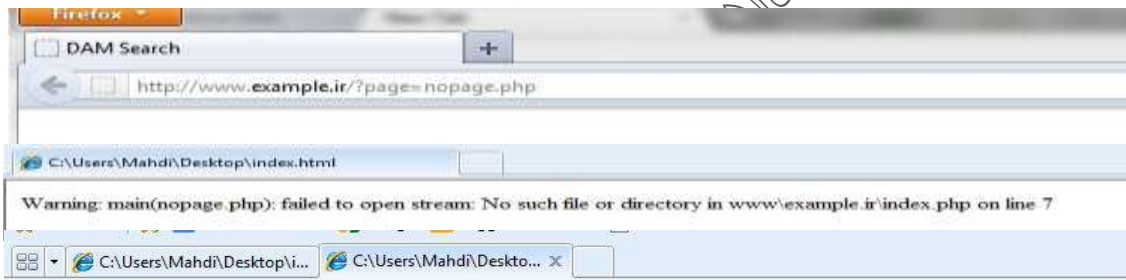 Firefox
DAM Search
http://www.example.ir/?page=nopage.php
C:\Users\Mahdi\Desktop\index.html
Warning: main(nopage.php): failed to open stream: No such file or directory in www\example.ir\index.php on line 7
C:\Users\Mahdi\Desktop\i... C:\Users\Mahdi\Deskto... x